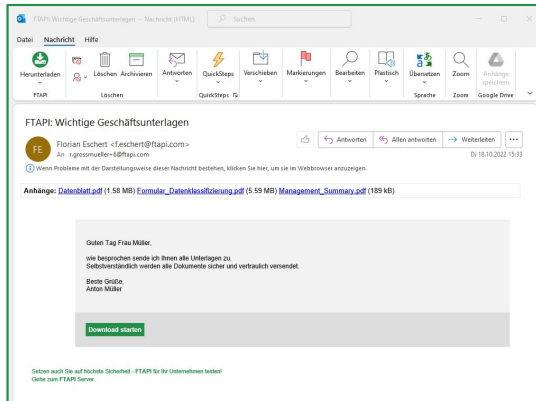 FTAPI: Wichtige Geschäftsunterlagen - Nachricht (HTML)
Suchen
Datei Nachricht Hilfe
Herunterladen
Löschen Archivieren
Antworten
QuickSteps
Verschieben
Markierungen
Bearbeiten
Plastisch
Übersetzen
Zoom
Anhänge speichern
FTAPI Löschen QuickSteps Sprache Zoom Google Drive
FTAPI: Wichtige Geschäftsunterlagen
FE
Florian Eschert <f.eschert@ftapi.com>
An r.grossmueller+6@ftapi.com
Antworten Allen antworten Weiterleiten
Di 18.10.2022 15:33
Wenn Probleme mit der Darstellungsweise dieser Nachricht bestehen, klicken Sie hier, um sie im Webbrowser anzuzeigen.
Anhänge: Datenblatt.pdf (1.58 MB) Formular_Datenklassifizierung.pdf (5.59 MB) Management_Summary.pdf (189 kB)
Guten Tag Frau Müller,
wie besprochen sende ich Ihnen alle Unterlagen zu.
Selbstverständlich werden alle Dokumente sicher und vertraulich versendet.
Beste Grüße,
Anton Müller
Download starten
Setzen auch Sie auf höchste Sicherheit - FTAPI für Ihr Unternehmen testen!
Gehe zum FTAPI Server